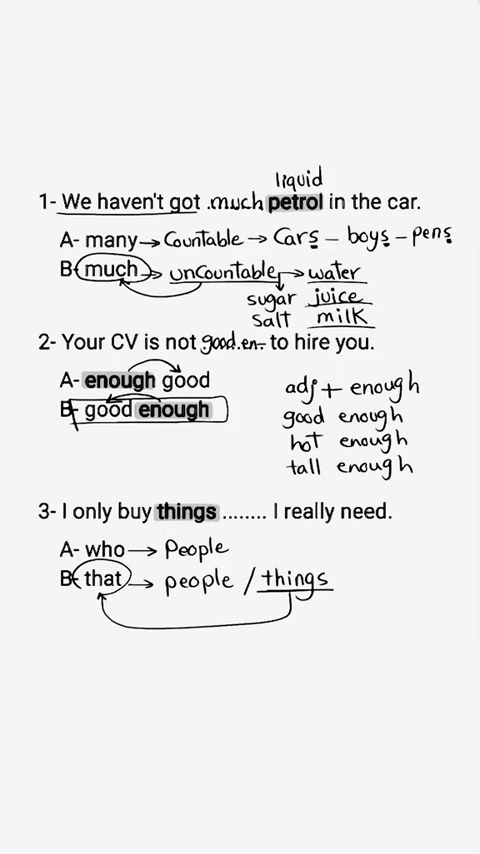 liquid
1- We haven't got .much petrol in the car.
A- many → Countable → Cars - boys - pens
B- much → uncountable → water
sugar juice
salt milk
2- Your CV is not good.en.. to hire you.
A- enough good
adj + enough
B- good enough
good enough
hot enough
tall enough
3- I only buy things ........ I really need.
A- who → People
B- that → people / things